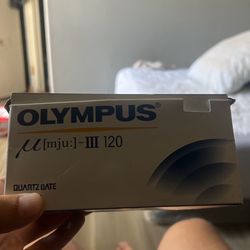 OLYMPUS®
µ[mju:]-III 120
QUARTZ DATE